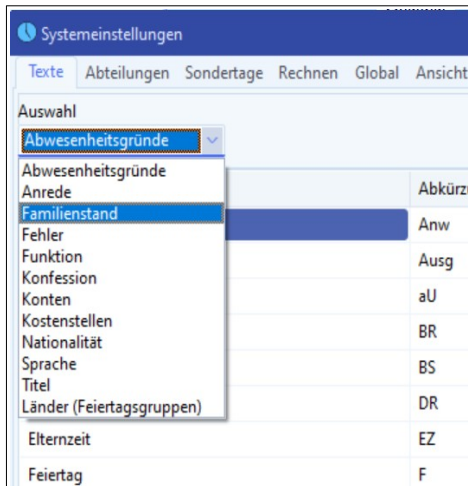 Systemeinstellungen
Texte Abteilungen Sondertage Rechnen Global Ansicht
Auswahl
Abwesenheitsgründe
Abwesenheitsgründe
Anrede
Familienstand
Fehler
Funktion
Konfession
Konten
Kostenstellen
Nationalität
Sprache
Titel
Länder (Feiertagsgruppen)
Abkürz
Anw
Ausg
aU
BR
BS
DR
Elternzeit EZ
Feiertag F